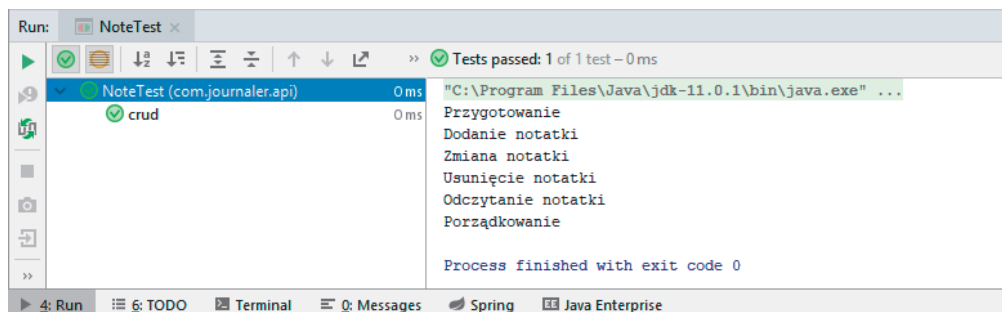 Run: NoteTest
Tests passed: 1 of 1 test – 0 ms
NoteTest (com.journaler.api) 0 ms
crud 0 ms
"C:\Program Files\Java\jdk-11.0.1\bin\java.exe" ...
Przygotowanie
Dodanie notatki
Zmiana notatki
Usunięcie notatki
Odczytanie notatki
Porządkowanie
Process finished with exit code 0
4: Run 6: TODO Terminal 0: Messages Spring Java Enterprise